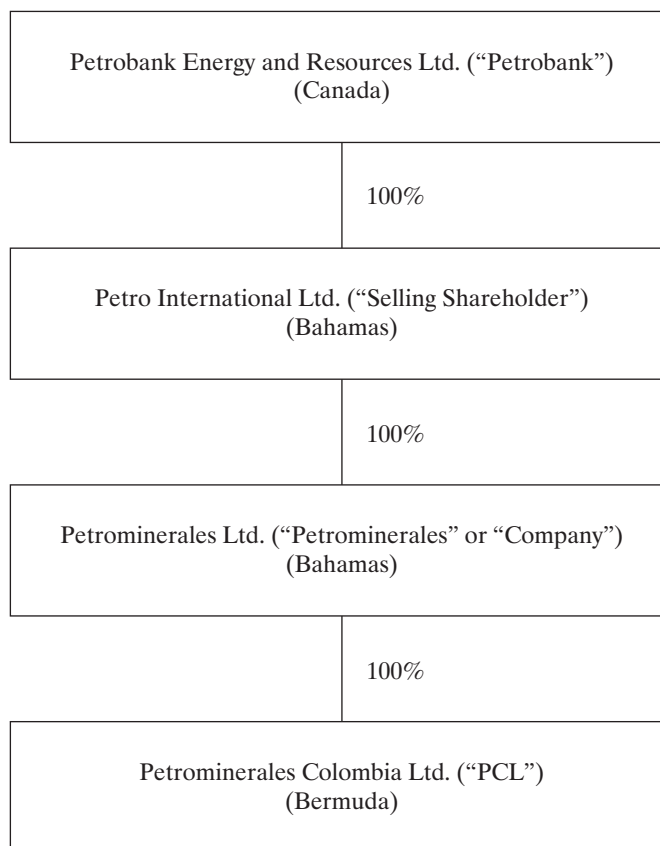 Petrobank Energy and Resources Ltd. (“Petrobank”)
(Canada)
100%
Petro International Ltd. (“Selling Shareholder”)
(Bahamas)
100%
Petrominerales Ltd. (“Petrominerales” or “Company”)
(Bahamas)
100%
Petrominerales Colombia Ltd. (“PCL”)
(Bermuda)